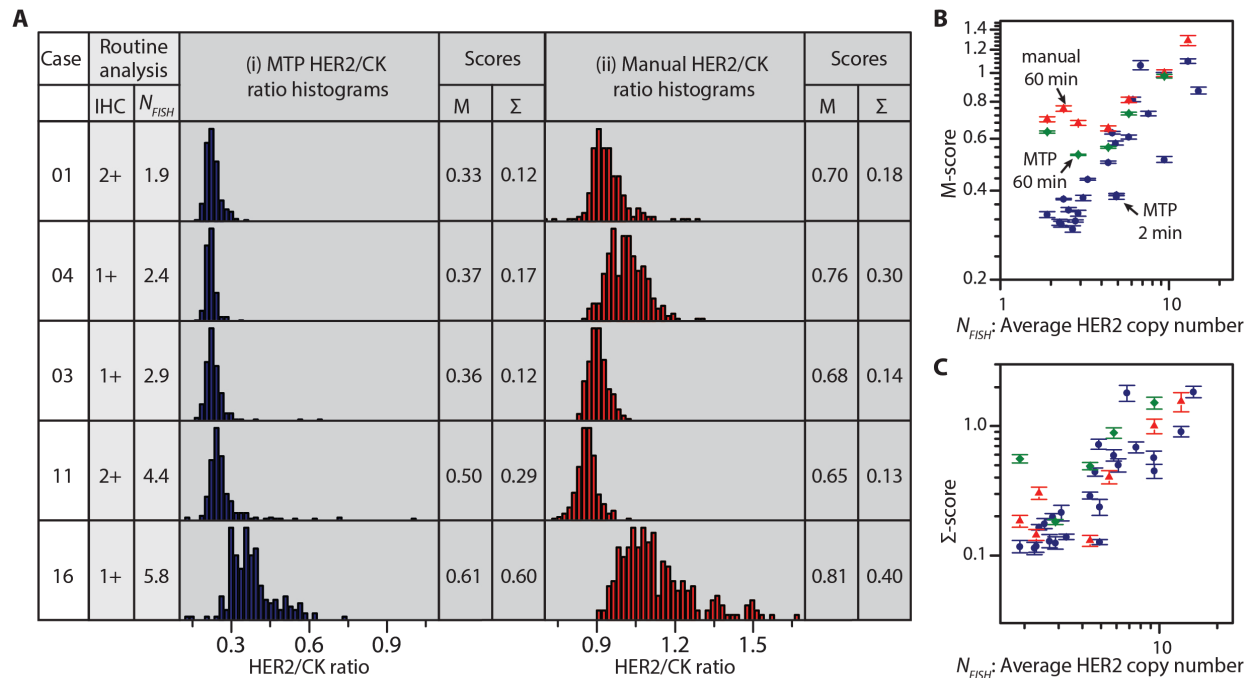 A
Case
Routine
analysis
(i) MTP HER2/CK
ratio histograms
Scores
(ii) Manual HER2/CK
ratio histograms
Scores
IHC N_FISH M Σ M Σ
01 2+ 1.9 0.33 0.12 0.70 0.18
04 1+ 2.4 0.37 0.17 0.76 0.30
03 1+ 2.9 0.36 0.12 0.68 0.14
11 2+ 4.4 0.50 0.29 0.65 0.13
16 1+ 5.8 0.61 0.60 0.81 0.40
0.3 0.6 0.9 0.9 1.2 1.5
HER2/CK ratio HER2/CK ratio
B
1.4
1.2
1
0.8
0.6
0.4
0.2
M-score
manual
60 min
MTP
60 min
MTP
2 min
1 10
N_FISH: Average HER2 copy number
C
1.0
0.1
Σ-score
10
N_FISH: Average HER2 copy number